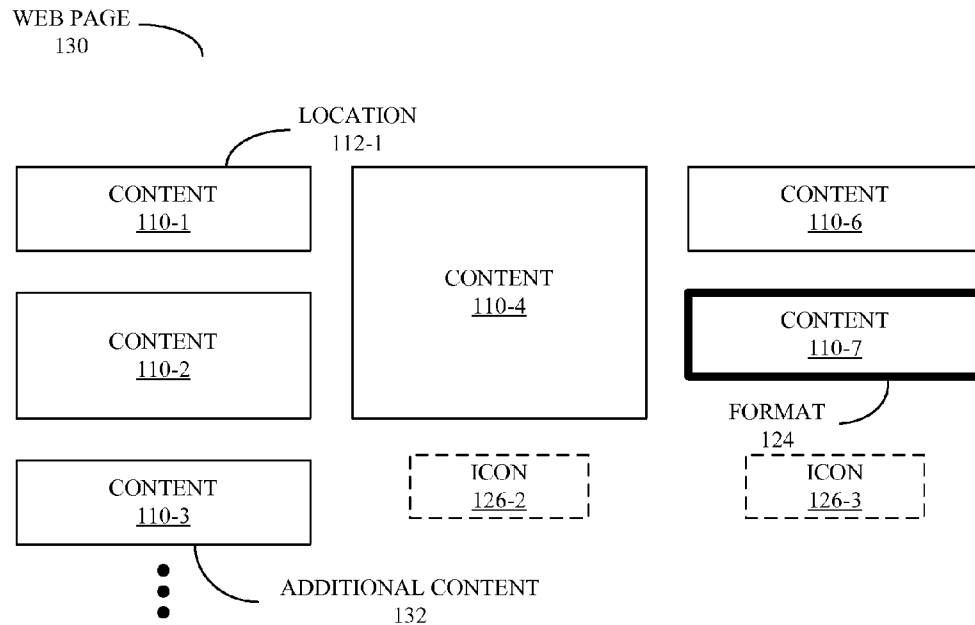 WEB PAGE
130
LOCATION
112-1
CONTENT
110-1
CONTENT
110-2
CONTENT
110-3
ADDITIONAL CONTENT
132
CONTENT
110-4
ICON
126-2
CONTENT
110-6
CONTENT
110-7
FORMAT
124
ICON
126-3